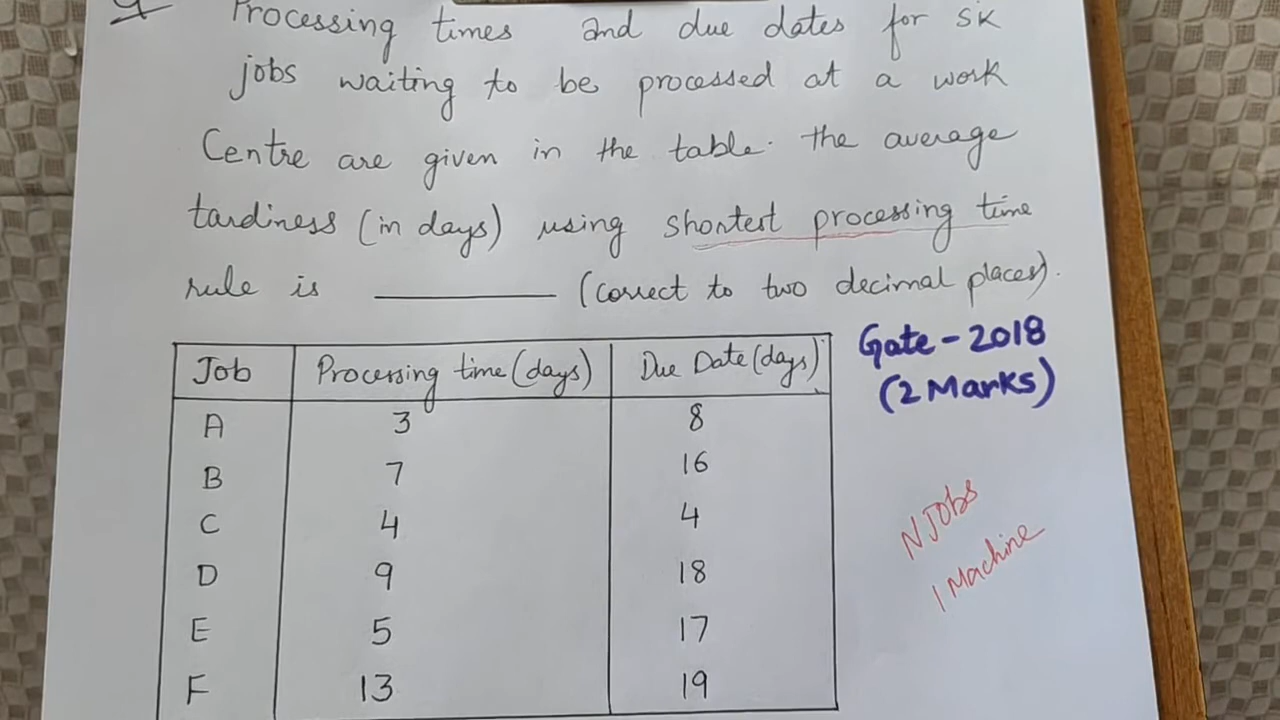 Q
Processing times and due dates for six
jobs waiting to be processed at a work
Centre are given in the table. The average
tardiness (in days) using shortest processing time
rule is ________ (correct to two decimal places).
Gate-2018
(2 Marks)
Job Processing time (days) Due Date (days)
A 3 8
B 7 16
C 4 4
D 9 18
E 5 17
F 13 19
N Jobs
1 Machine